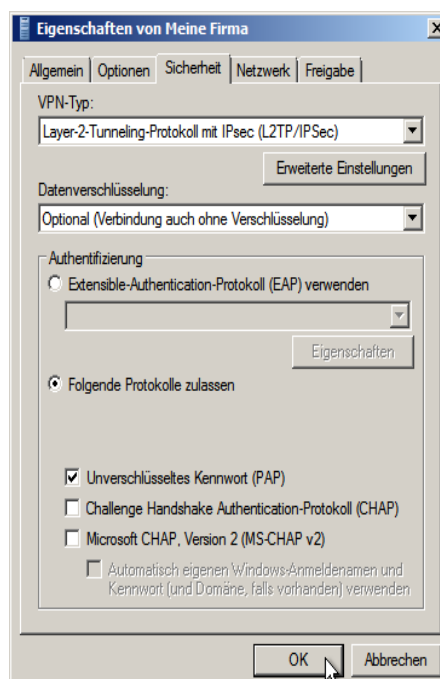 Eigenschaften von Meine Firma
Allgemein Optionen Sicherheit Netzwerk Freigabe
VPN-Typ:
Layer-2-Tunneling-Protokoll mit IPsec (L2TP/IPSec)
Erweiterte Einstellungen
Datenverschlüsselung:
Optional (Verbindung auch ohne Verschlüsselung)
Authentifizierung
Extensible-Authentication-Protokoll (EAP) verwenden
Eigenschaften
Folgende Protokolle zulassen
Unverschlüsseltes Kennwort (PAP)
Challenge Handshake Authentication-Protokoll (CHAP)
Microsoft CHAP, Version 2 (MS-CHAP v2)
Automatisch eigenen Windows-Anmeldenamen und
Kennwort (und Domäne, falls vorhanden) verwenden
OK Abbrechen